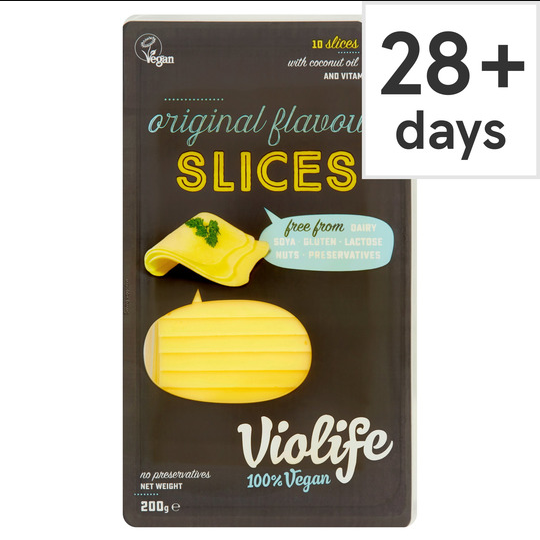 28+
days
Vegan
10 slices
with coconut oil
AND VITAM
original flavou
SLICES
free from DAIRY
SOYA · GLUTEN · LACTOSE
NUTS · PRESERVATIVES
Violife
100% Vegan
no preservatives
NET WEIGHT
200g e